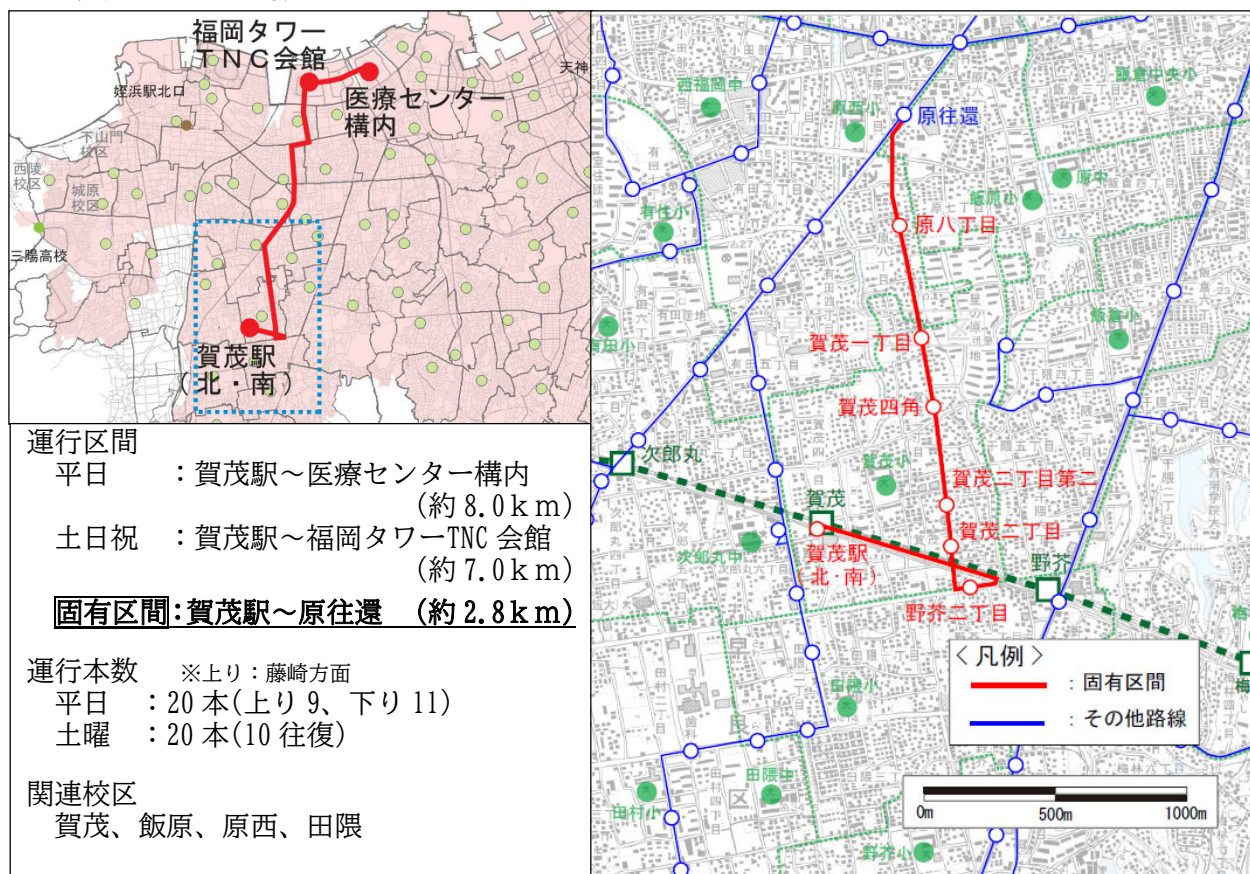 福岡タワー
TNC会館
医療センター
構内
天神
姪浜駅北口
下山門
校区
西陵
校区
城原
校区
三陽高校
賀茂駅
(北・南)
運行区間
平日 :賀茂駅～医療センター構内
(約8.0km)
土日祝 :賀茂駅～福岡タワーTNC会館
(約7.0km)
固有区間:賀茂駅～原往還 (約2.8km)
運行本数 ※上り:藤崎方面
平日 :20本(上り9、下り11)
土曜 :20本(10往復)
関連校区
賀茂、飯原、原西、田隈
西福岡中
原西小
飯倉中央小
原往還
原中
飯原小
有住小
原八丁目
有田小
飯倉小
賀茂一丁目
賀茂四角
次郎丸
賀茂小
賀茂二丁目第二
賀茂
賀茂二丁目
次郎丸中
賀茂駅
(北・南)
野芥
野芥二丁目
梅
田隈小
田隈中
田村小
野芥小
<凡例>
:固有区間
:その他路線
0m 500m 1000m